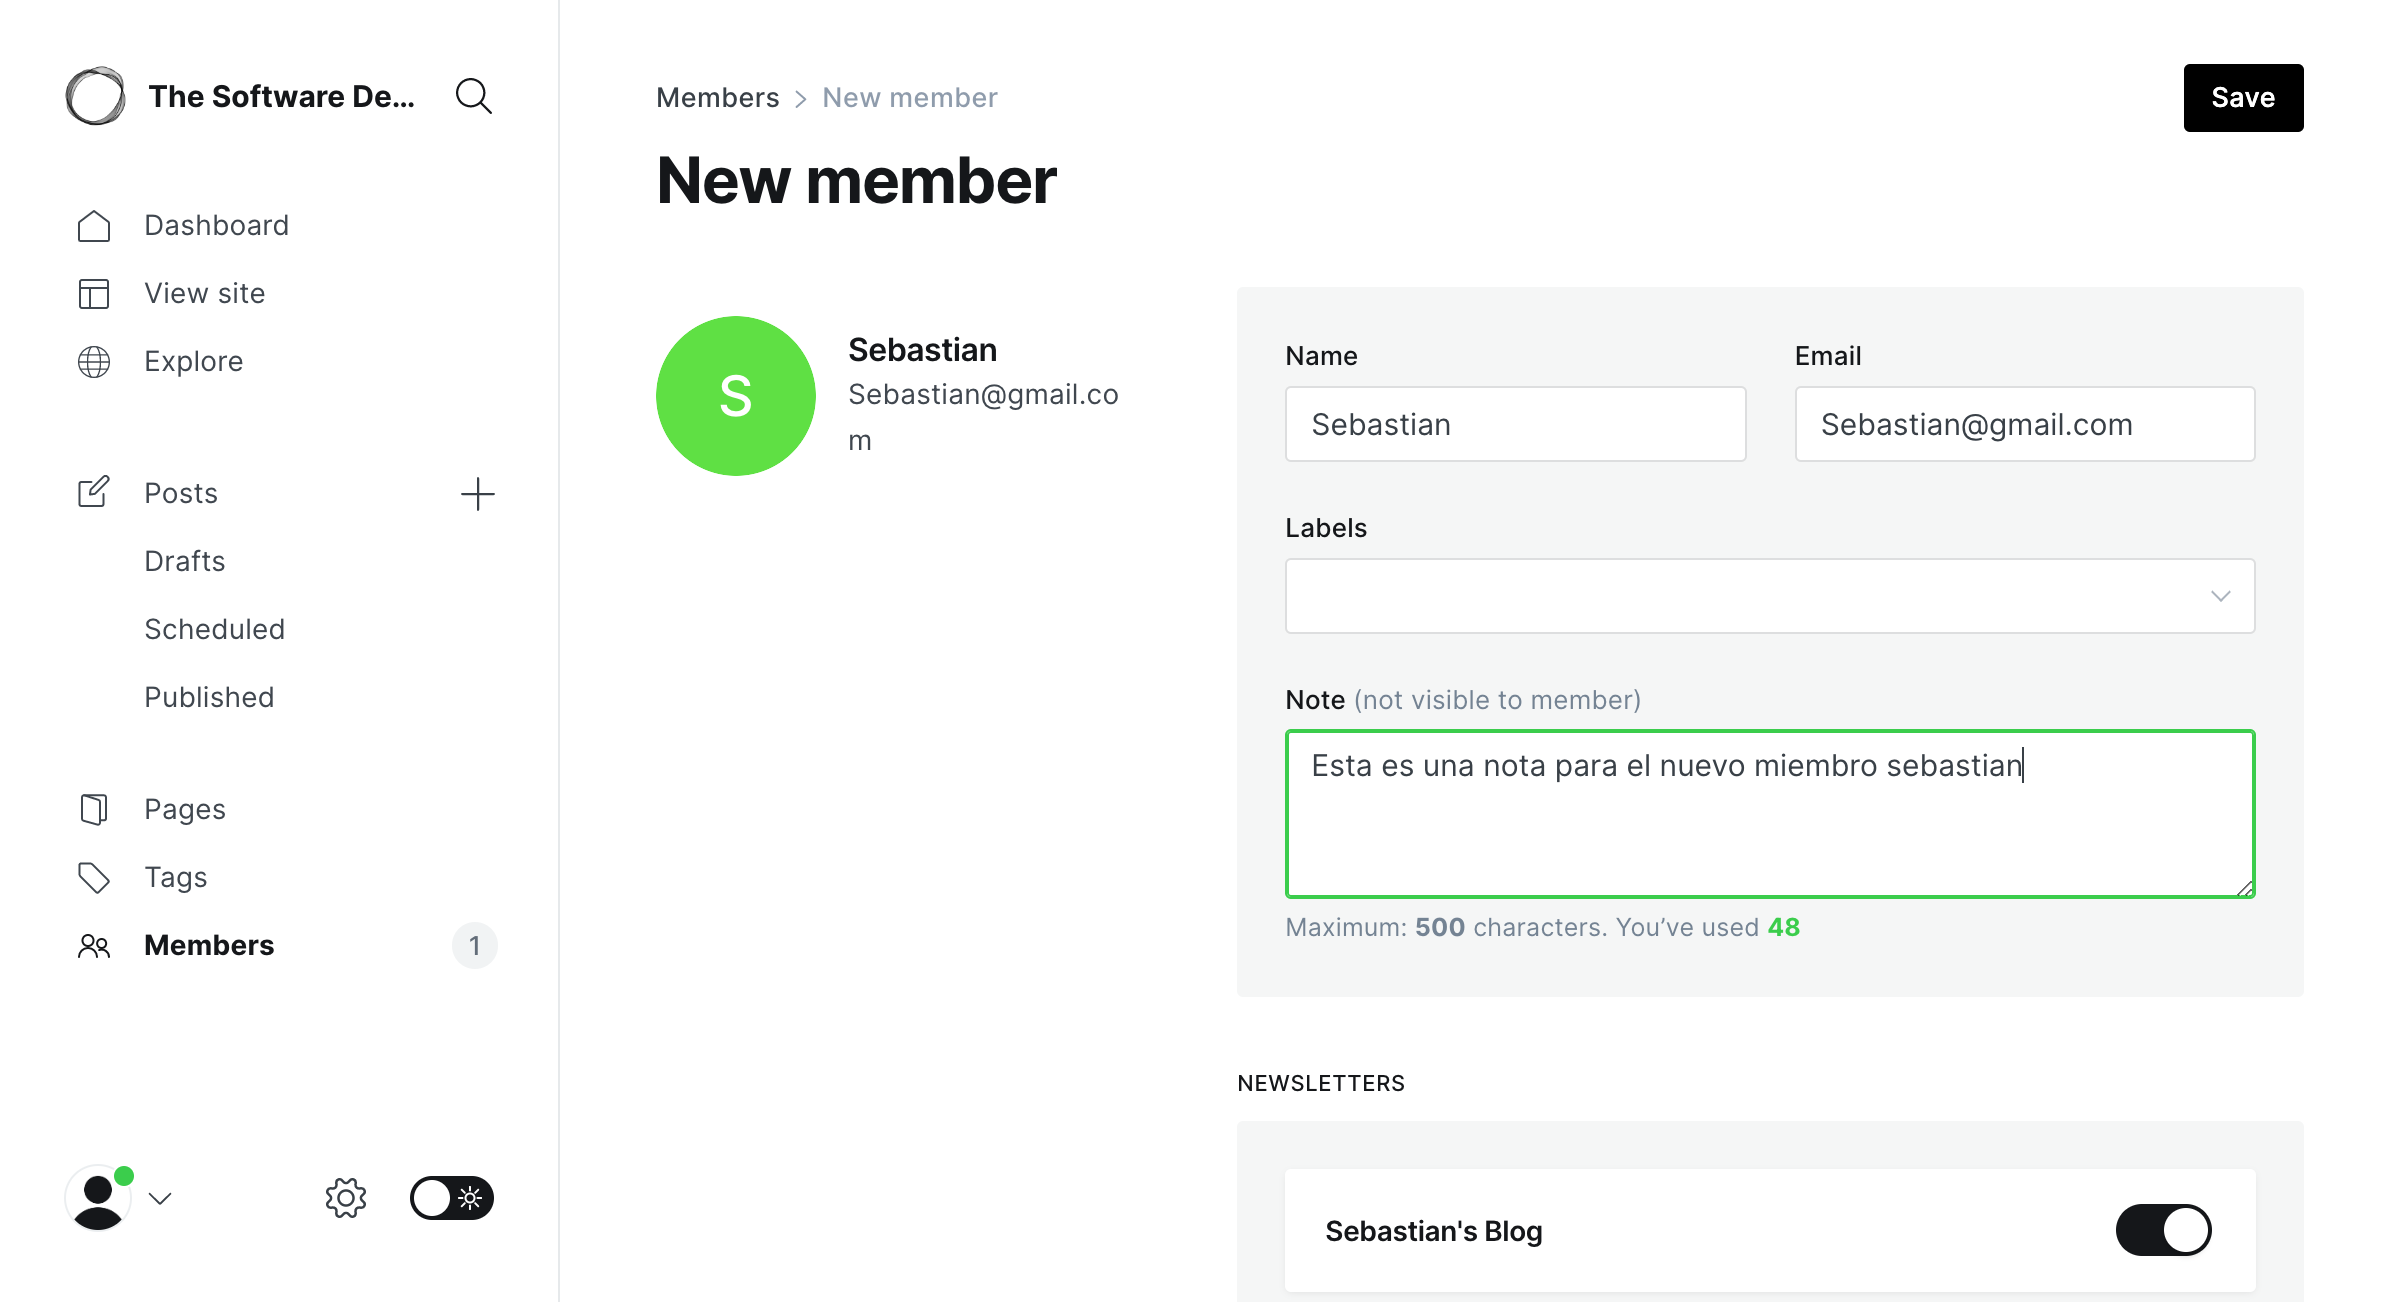 The Software De...
Dashboard
View site
Explore
Posts
Drafts
Scheduled
Published
Pages
Tags
Members 1
Members > New member
Save
New member
S
Sebastian
Sebastian@gmail.co
m
Name
Sebastian
Email
Sebastian@gmail.com
Labels
Note (not visible to member)
Esta es una nota para el nuevo miembro sebastian
Maximum: 500 characters. You’ve used 48
NEWSLETTERS
Sebastian's Blog